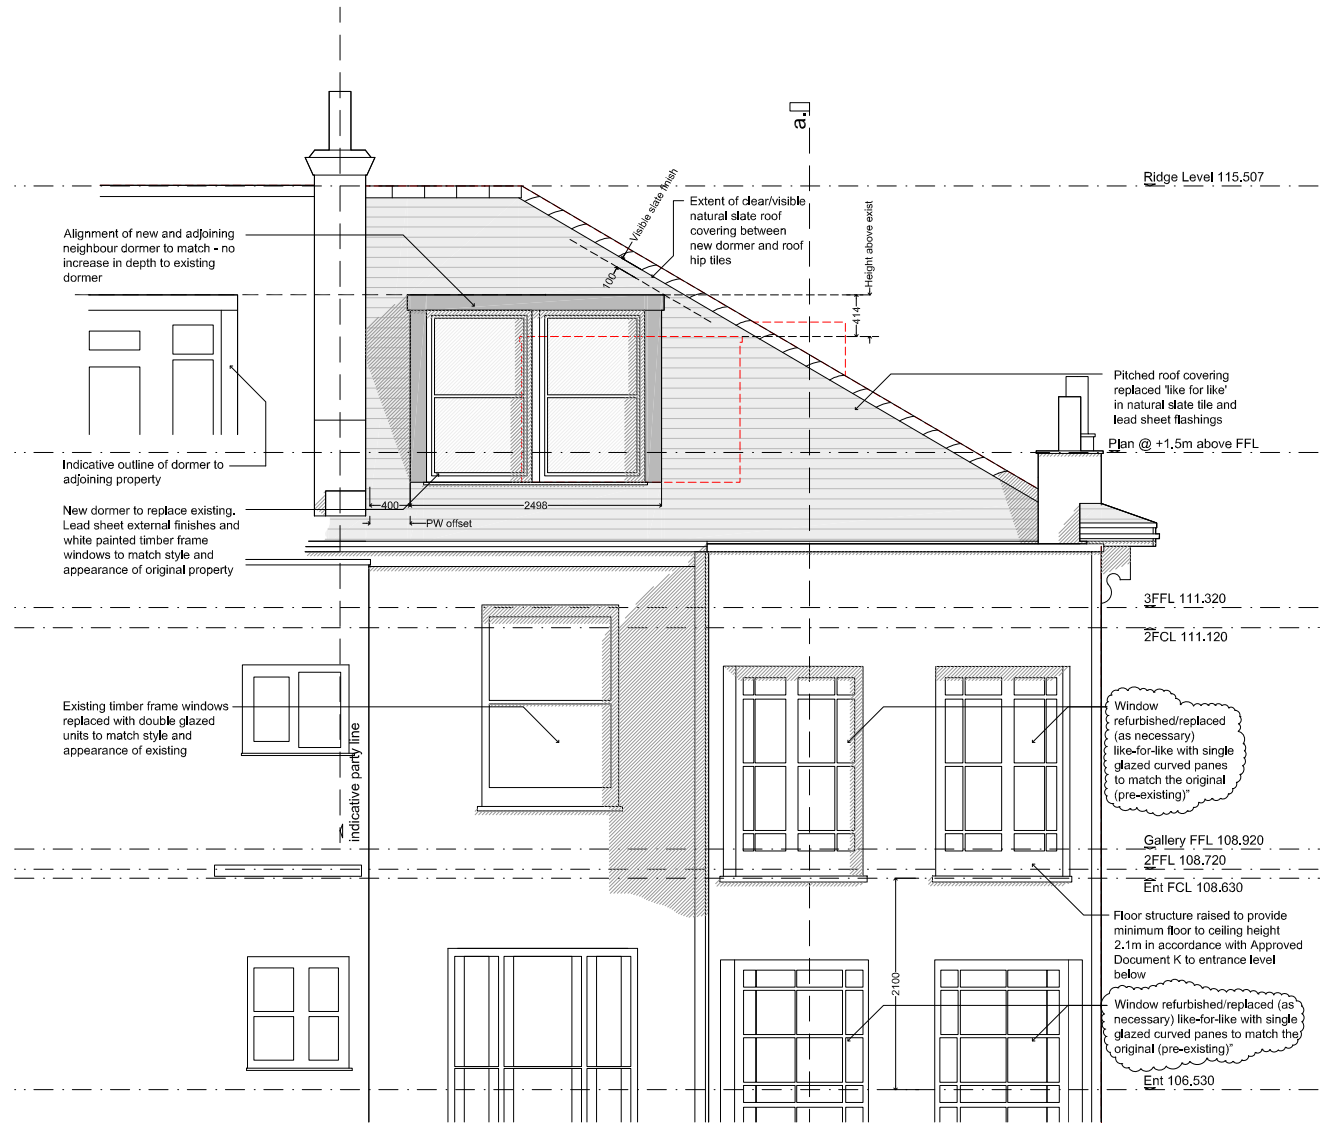 a.
Ridge Level 115.507
Visible slate finish
Extent of clear/visible
natural slate roof
covering between
new dormer and roof
hip tiles
Height above exist
Alignment of new and adjoining
neighbour dormer to match - no
increase in depth to existing
dormer
100
414
Pitched roof covering
replaced 'like for like'
in natural slate tile and
lead sheet flashings
Plan @ +1.5m above FFL
Indicative outline of dormer to
adjoining property
New dormer to replace existing.
Lead sheet external finishes and
white painted timber frame
windows to match style and
appearance of original property
400
2498
PW offset
3FFL 111.320
2FCL 111.120
Existing timber frame windows
replaced with double glazed
units to match style and
appearance of existing
indicative party line
Window
refurbished/replaced
(as necessary)
like-for-like with single
glazed curved panes
to match the original
(pre-existing)"
Gallery FFL 108.920
2FFL 108.720
Ent FCL 108.630
Floor structure raised to provide
minimum floor to ceiling height
2.1m in accordance with Approved
Document K to entrance level
below
2100
Window refurbished/replaced (as
necessary) like-for-like with single
glazed curved panes to match the
original (pre-existing)"
Ent 106.530